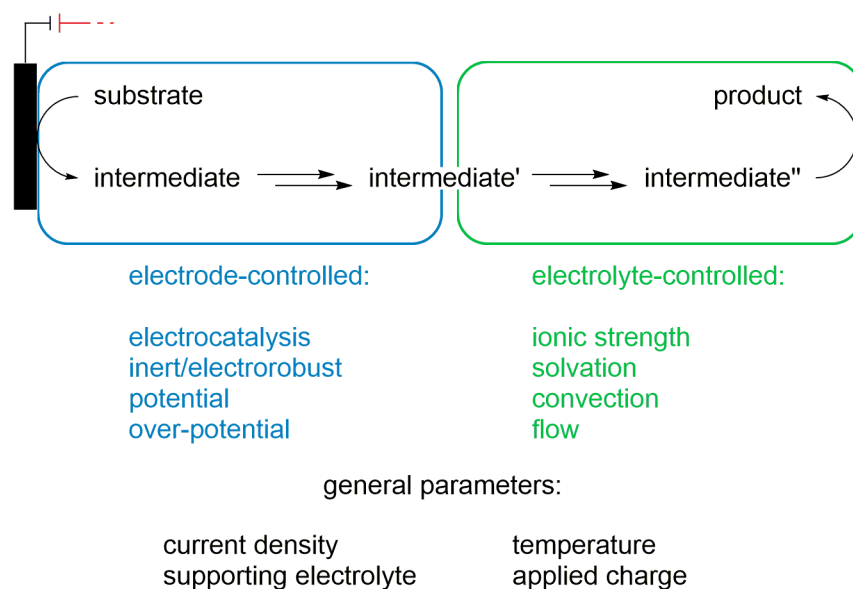 substrate
product
intermediate
intermediate'
intermediate"
electrode-controlled:
electrolyte-controlled:
electrocatalysis
ionic strength
inert/electrorobust
solvation
potential
convection
over-potential
flow
general parameters:
current density
temperature
supporting electrolyte
applied charge